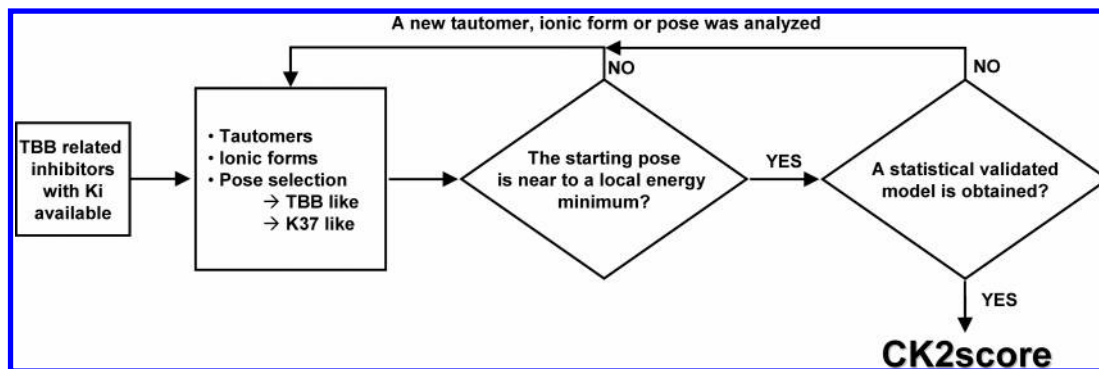 A new tautomer, ionic form or pose was analyzed
NO
NO
TBB related
inhibitors
with Ki
available
• Tautomers
• Ionic forms
• Pose selection
→ TBB like
→ K37 like
The starting pose
is near to a local energy
minimum?
YES
A statistical validated
model is obtained?
YES
CK2score